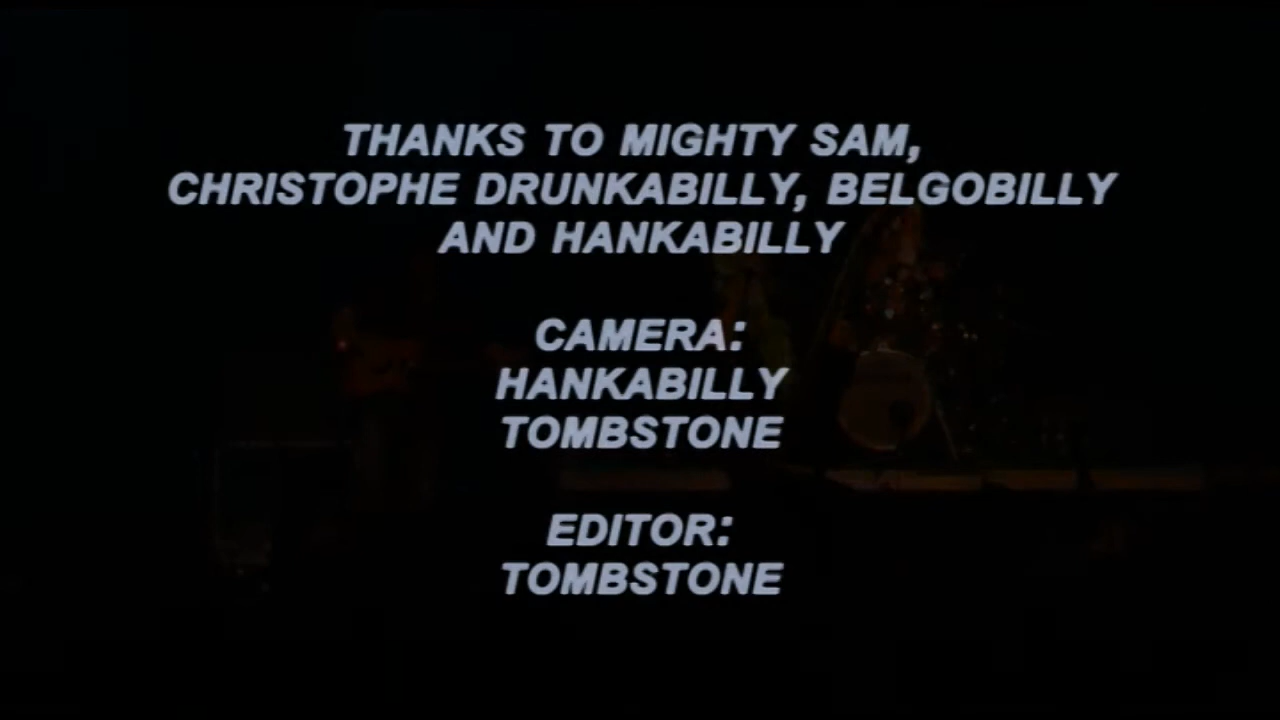 THANKS TO MIGHTY SAM,
CHRISTOPHE DRUNKABILLY, BELGOBILLY
AND HANKABILLY
CAMERA:
HANKABILLY
TOMBSTONE
EDITOR:
TOMBSTONE